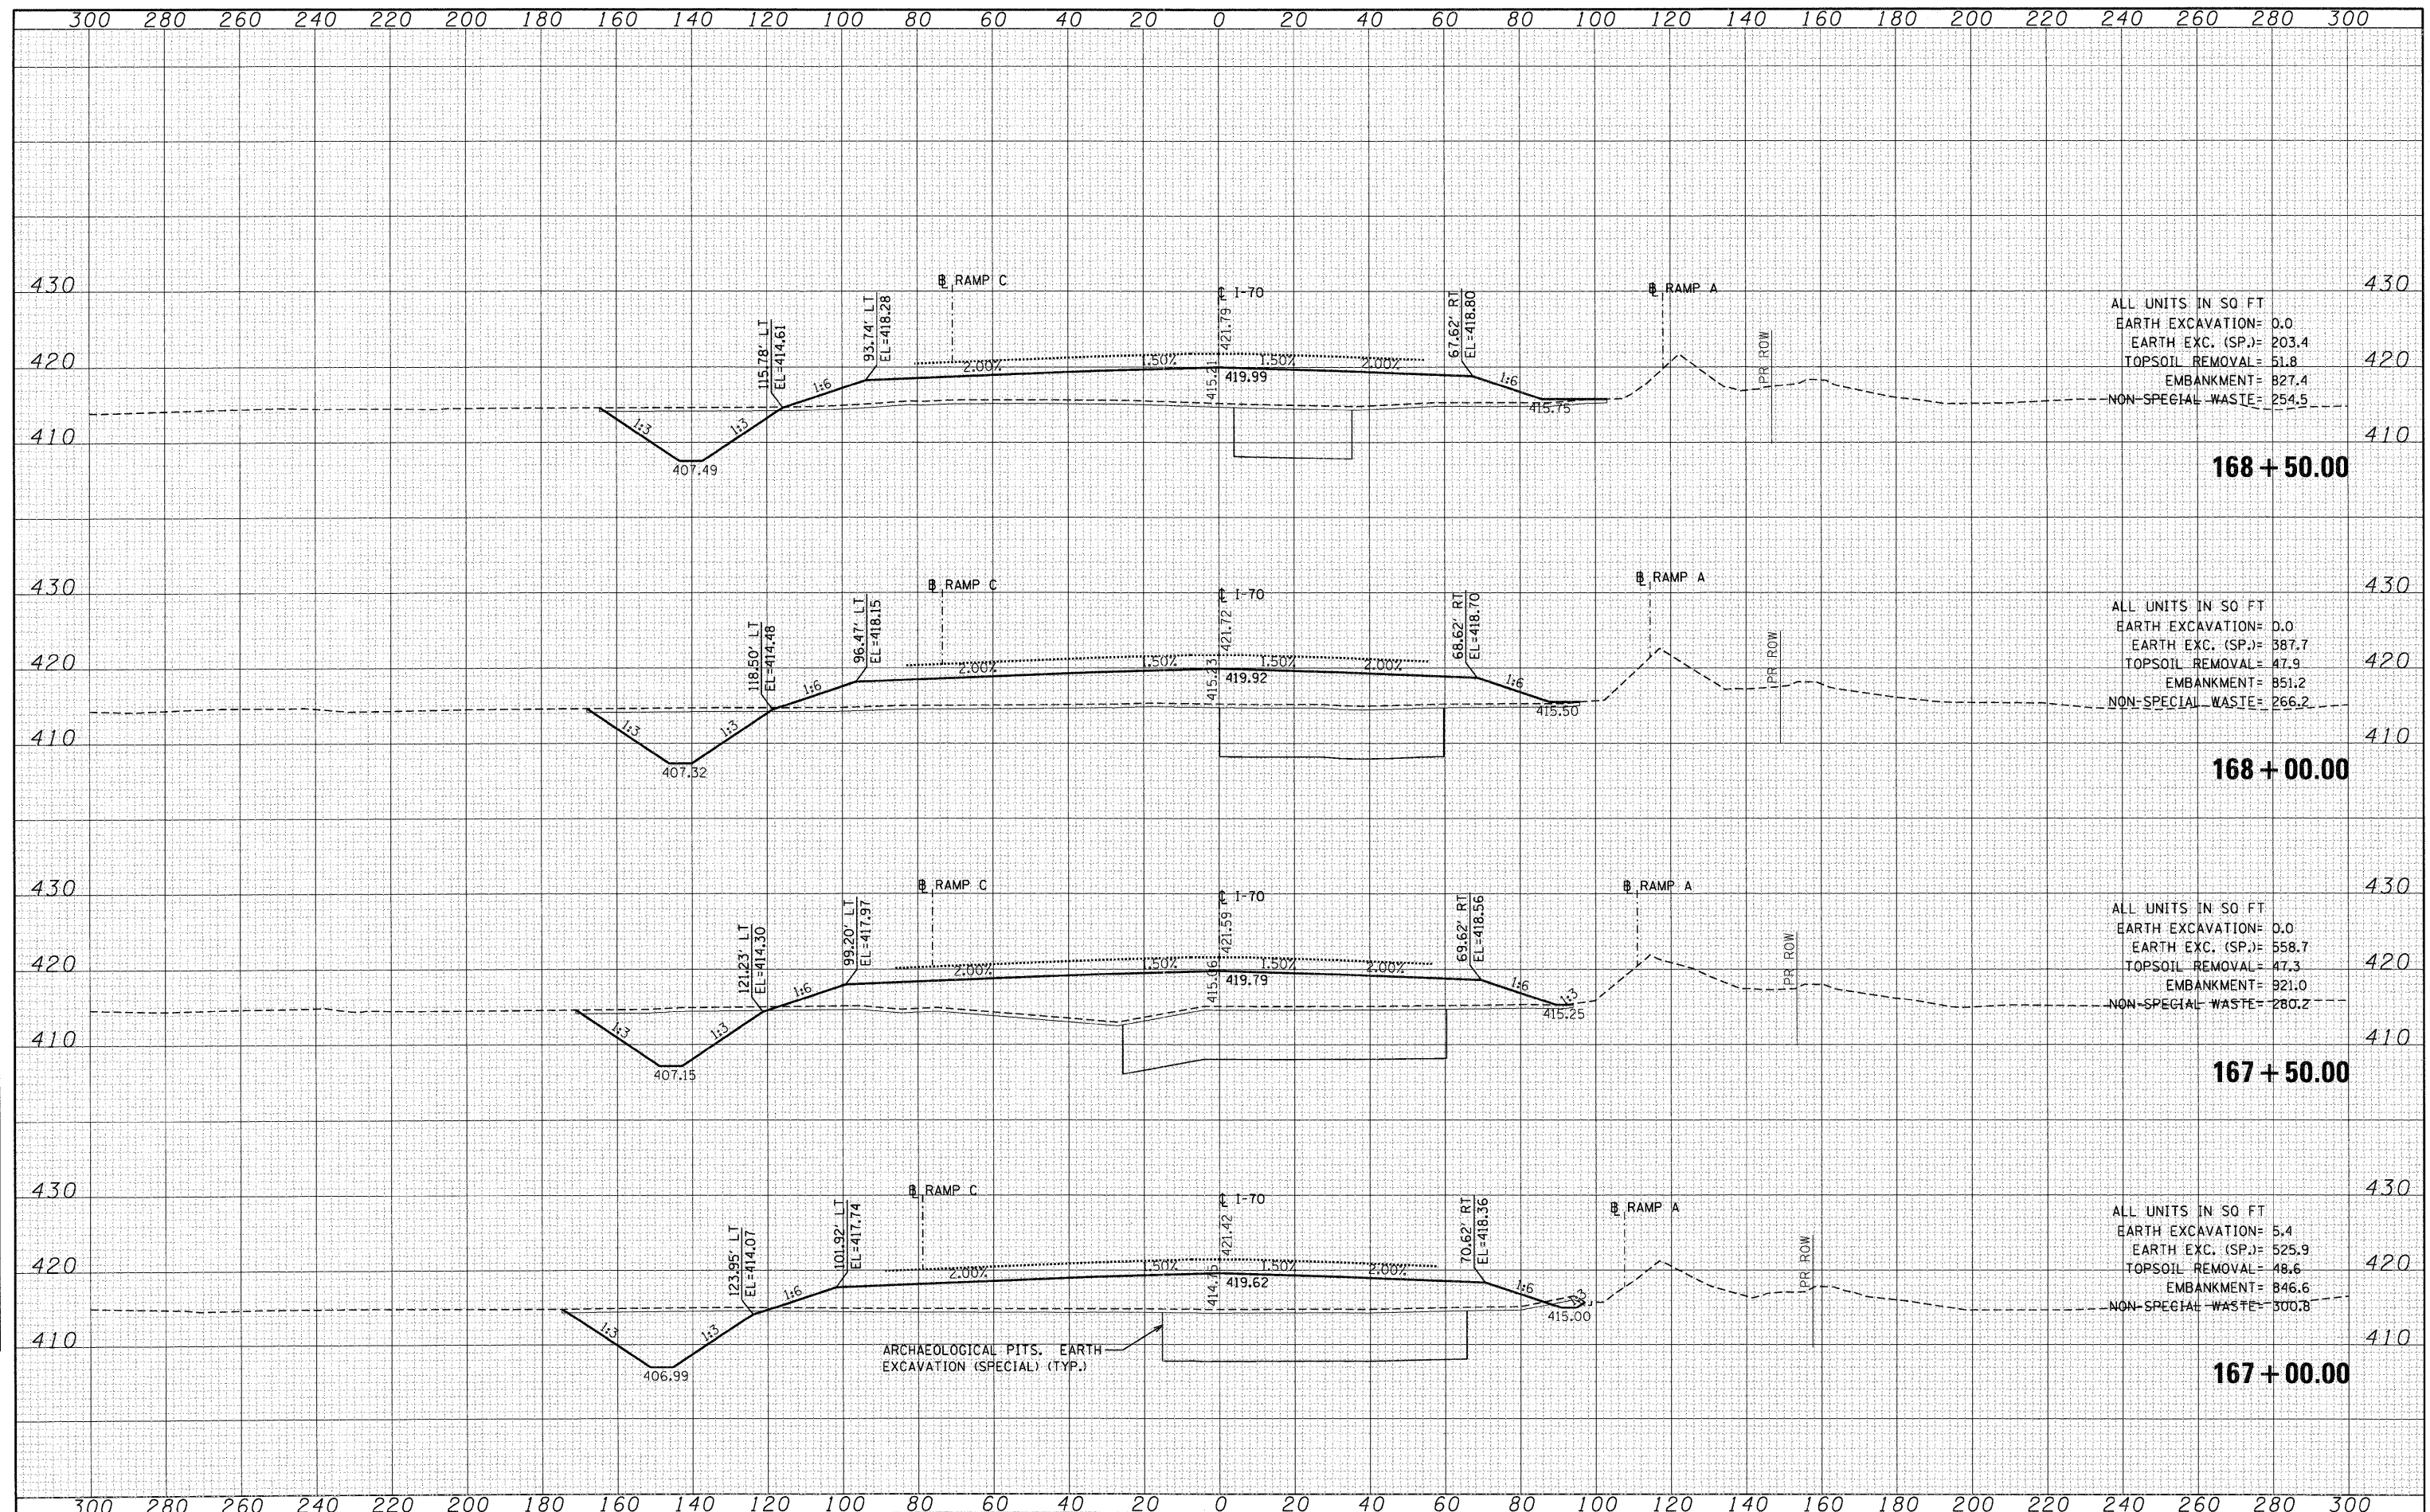 300 280 260 240 220 200 180 160 140 120 100 80 60 40 20 0 20 40 60 80 100 120 140 160 180 200 220 240 260 280 300
℄ I-70
B̲L̲ RAMP C
B̲L̲ RAMP A
430
430
420
420
410
410
115.78' LT
EL=414.61
93.74' LT
EL=418.28
421.79
415.21
419.99
67.62' RT
EL=418.80
PR ROW
1:3
1:3
1:6
2.00%
1.50%
1.50%
2.00%
1:6
407.49
415.75
ALL UNITS IN SQ FT
EARTH EXCAVATION= 0.0
EARTH EXC. (SP.)= 203.4
TOPSOIL REMOVAL= 51.8
EMBANKMENT= 827.4
NON-SPECIAL WASTE= 254.5
168+50.00
B̲L̲ RAMP C
℄ I-70
B̲L̲ RAMP A
430
430
420
420
410
410
118.50' LT
EL=414.48
96.47' LT
EL=418.15
421.72
415.23
419.92
68.62' RT
EL=418.70
PR ROW
1:3
1:3
1:6
2.00%
1.50%
1.50%
2.00%
1:6
407.32
415.50
ALL UNITS IN SQ FT
EARTH EXCAVATION= 0.0
EARTH EXC. (SP.)= 387.7
TOPSOIL REMOVAL= 47.9
EMBANKMENT= 851.2
NON-SPECIAL WASTE= 266.2
168+00.00
B̲L̲ RAMP C
℄ I-70
B̲L̲ RAMP A
430
430
420
420
410
410
121.23' LT
EL=414.30
99.20' LT
EL=417.97
421.59
415.06
419.79
69.62' RT
EL=418.56
PR ROW
1:3
1:3
1:6
2.00%
1.50%
1.50%
2.00%
1:6
1:3
407.15
415.25
ALL UNITS IN SQ FT
EARTH EXCAVATION= 0.0
EARTH EXC. (SP.)= 558.7
TOPSOIL REMOVAL= 47.3
EMBANKMENT= 921.0
NON-SPECIAL WASTE= 280.2
167+50.00
B̲L̲ RAMP C
℄ I-70
B̲L̲ RAMP A
430
430
420
420
410
410
123.95' LT
EL=414.07
101.92' LT
EL=417.74
421.42
419.62
70.62' RT
EL=418.36
PR ROW
1:3
1:3
1:6
2.00%
1.50%
1.50%
2.00%
1:6
406.99
415.00
ARCHAEOLOGICAL PITS. EARTH
EXCAVATION (SPECIAL) (TYP.)
ALL UNITS IN SQ FT
EARTH EXCAVATION= 5.4
EARTH EXC. (SP.)= 525.9
TOPSOIL REMOVAL= 48.6
EMBANKMENT= 846.6
NON-SPECIAL WASTE= 300.8
167+00.00
300 280 260 240 220 200 180 160 140 120 100 80 60 40 20 0 20 40 60 80 100 120 140 160 180 200 220 240 260 280 300